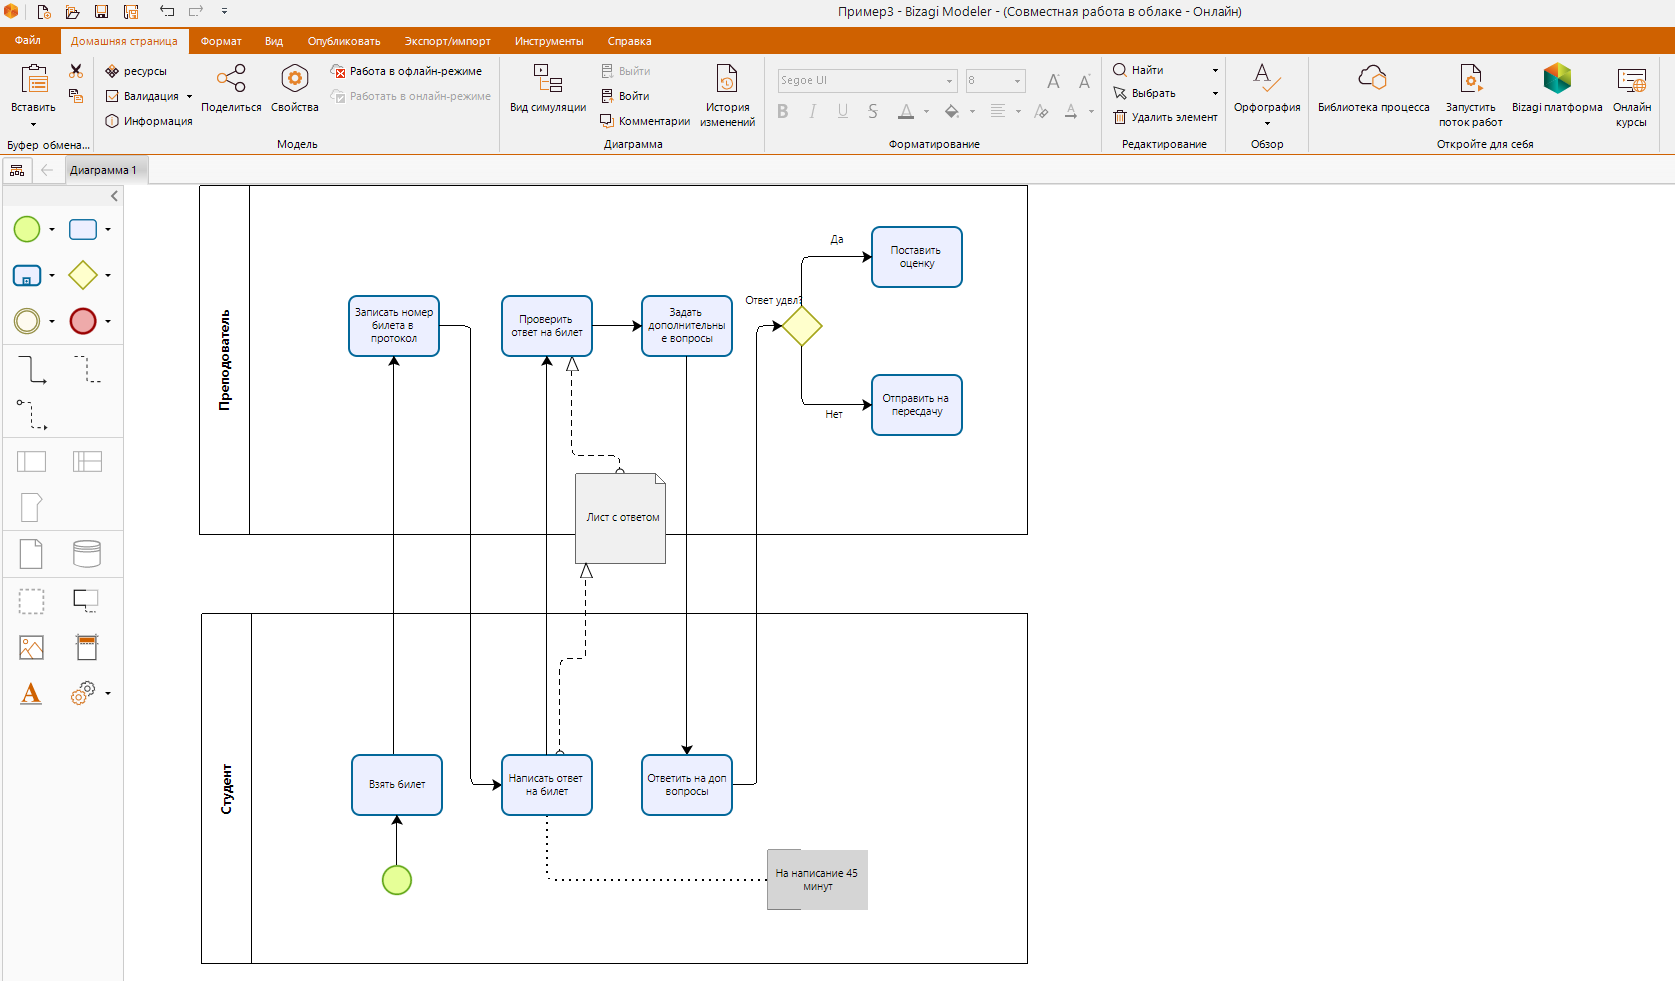 Пример3 - Bizagi Modeler - (Совместная работа в облаке - Онлайн)
Файл
Домашняя страница
Формат
Вид
Опубликовать
Экспорт/импорт
Инструменты
Справка
Вставить
Буфер обмена...
ресурсы
Валидация
Информация
Поделиться
Свойства
Работа в офлайн-режиме
Работать в онлайн-режиме
Модель
Вид симуляции
Выйти
Войти
Комментарии
История
изменений
Диаграмма
Segoe UI
8
A
A
B
I
U
S
A
A
Форматирование
Найти
Выбрать
Удалить элемент
Редактирование
Орфография
Обзор
Библиотека процесса
Запустить
поток работ
Bizagi платформа
Онлайн
курсы
Откройте для себя
Диаграмма 1
Преподователь
Записать номер
билета в
протокол
Проверить
ответ на билет
Задать
дополнительны
е вопросы
Ответ удвл?
Да
Поставить
оценку
Нет
Отправить на
пересдачу
Лист с ответом
Студент
Взять билет
Написать ответ
на билет
Ответить на доп
вопросы
На написание 45
минут